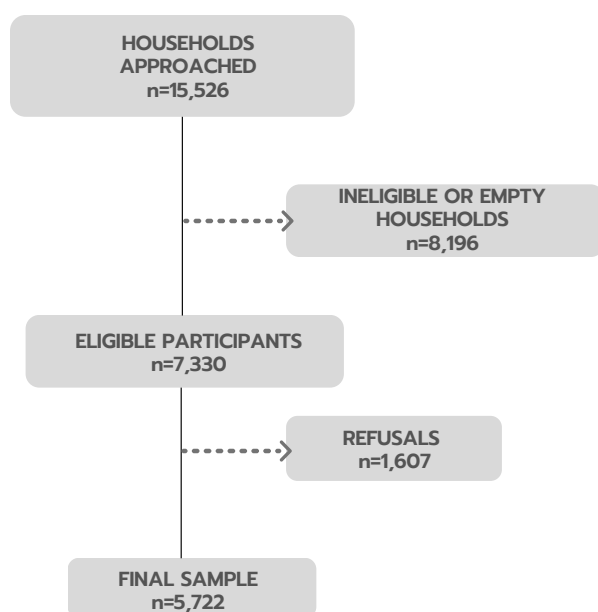 HOUSEHOLDS
APPROACHED
n=15,526
INELIGIBLE OR EMPTY
HOUSEHOLDS
n=8,196
ELIGIBLE PARTICIPANTS
n=7,330
REFUSALS
n=1,607
FINAL SAMPLE
n=5,722